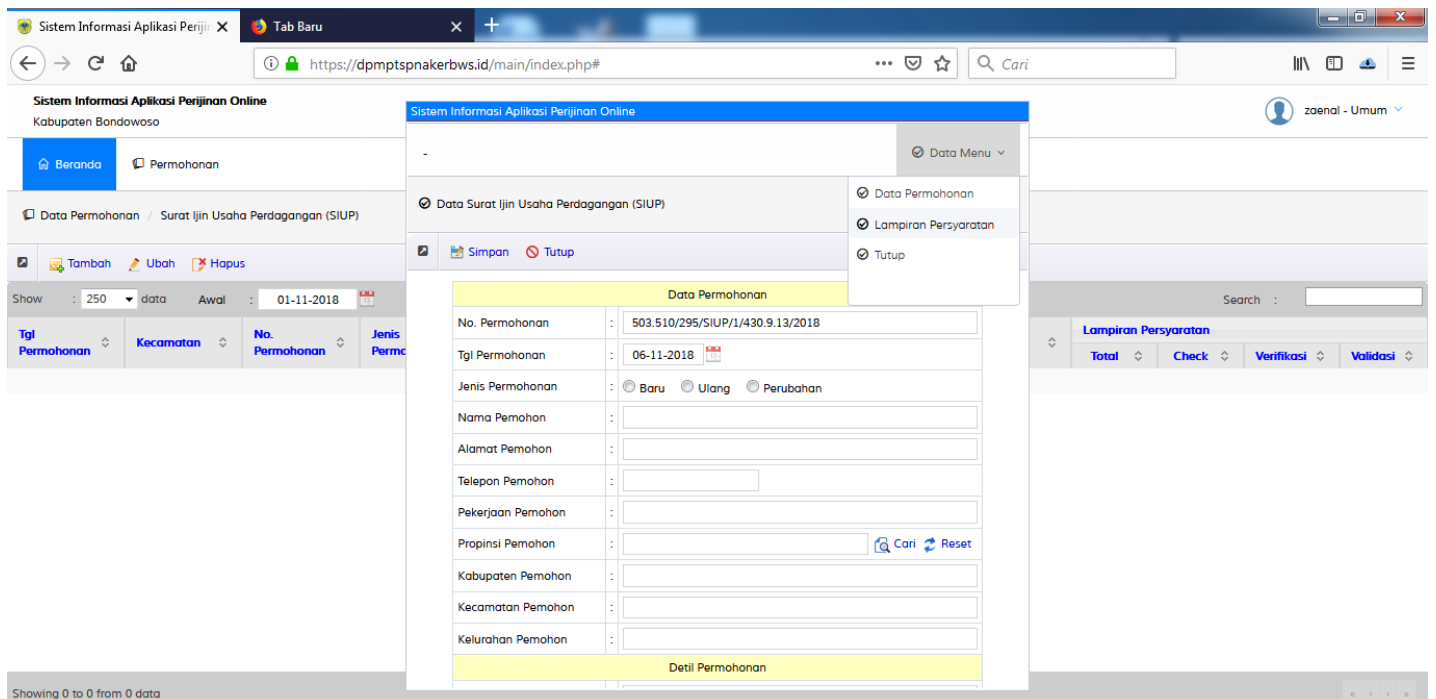 Sistem Informasi Aplikasi Periji
Tab Baru
https://dpmptspnakerbws.id/main/index.php#
Cari
Sistem Informasi Aplikasi Perijinan Online
Kabupaten Bondowoso
zaenal - Umum
Beranda
Permohonan
Data Permohonan / Surat Ijin Usaha Perdagangan (SIUP)
Tambah Ubah Hapus
Show : 250 data Awal : 01-11-2018
Search :
Tgl Permohonan
Kecamatan
No. Permohonan
Jenis
Lampiran Persyaratan
Total Check Verifikasi Validasi
Showing 0 to 0 from 0 data
Sistem Informasi Aplikasi Perijinan Online
-
Data Menu
Data Permohonan
Lampiran Persyaratan
Tutup
Data Surat Ijin Usaha Perdagangan (SIUP)
Simpan Tutup
Data Permohonan
No. Permohonan : 503.510/295/SIUP/1/430.9.13/2018
Tgl Permohonan : 06-11-2018
Jenis Permohonan : Baru Ulang Perubahan
Nama Pemohon :
Alamat Pemohon :
Telepon Pemohon :
Pekerjaan Pemohon :
Propinsi Pemohon : Cari Reset
Kabupaten Pemohon :
Kecamatan Pemohon :
Kelurahan Pemohon :
Detil Permohonan